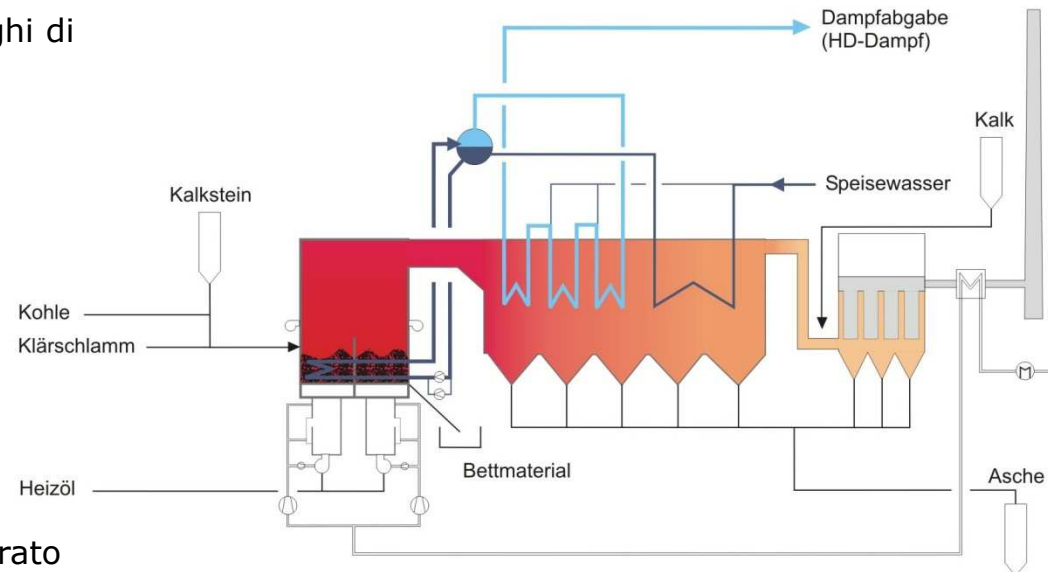 ghi di
Dampfabgabe
(HD-Dampf)
Kalk
Kalkstein
Speisewasser
Kohle
Klärschlamm
M
Bettmaterial
Heizöl
Asche
rato